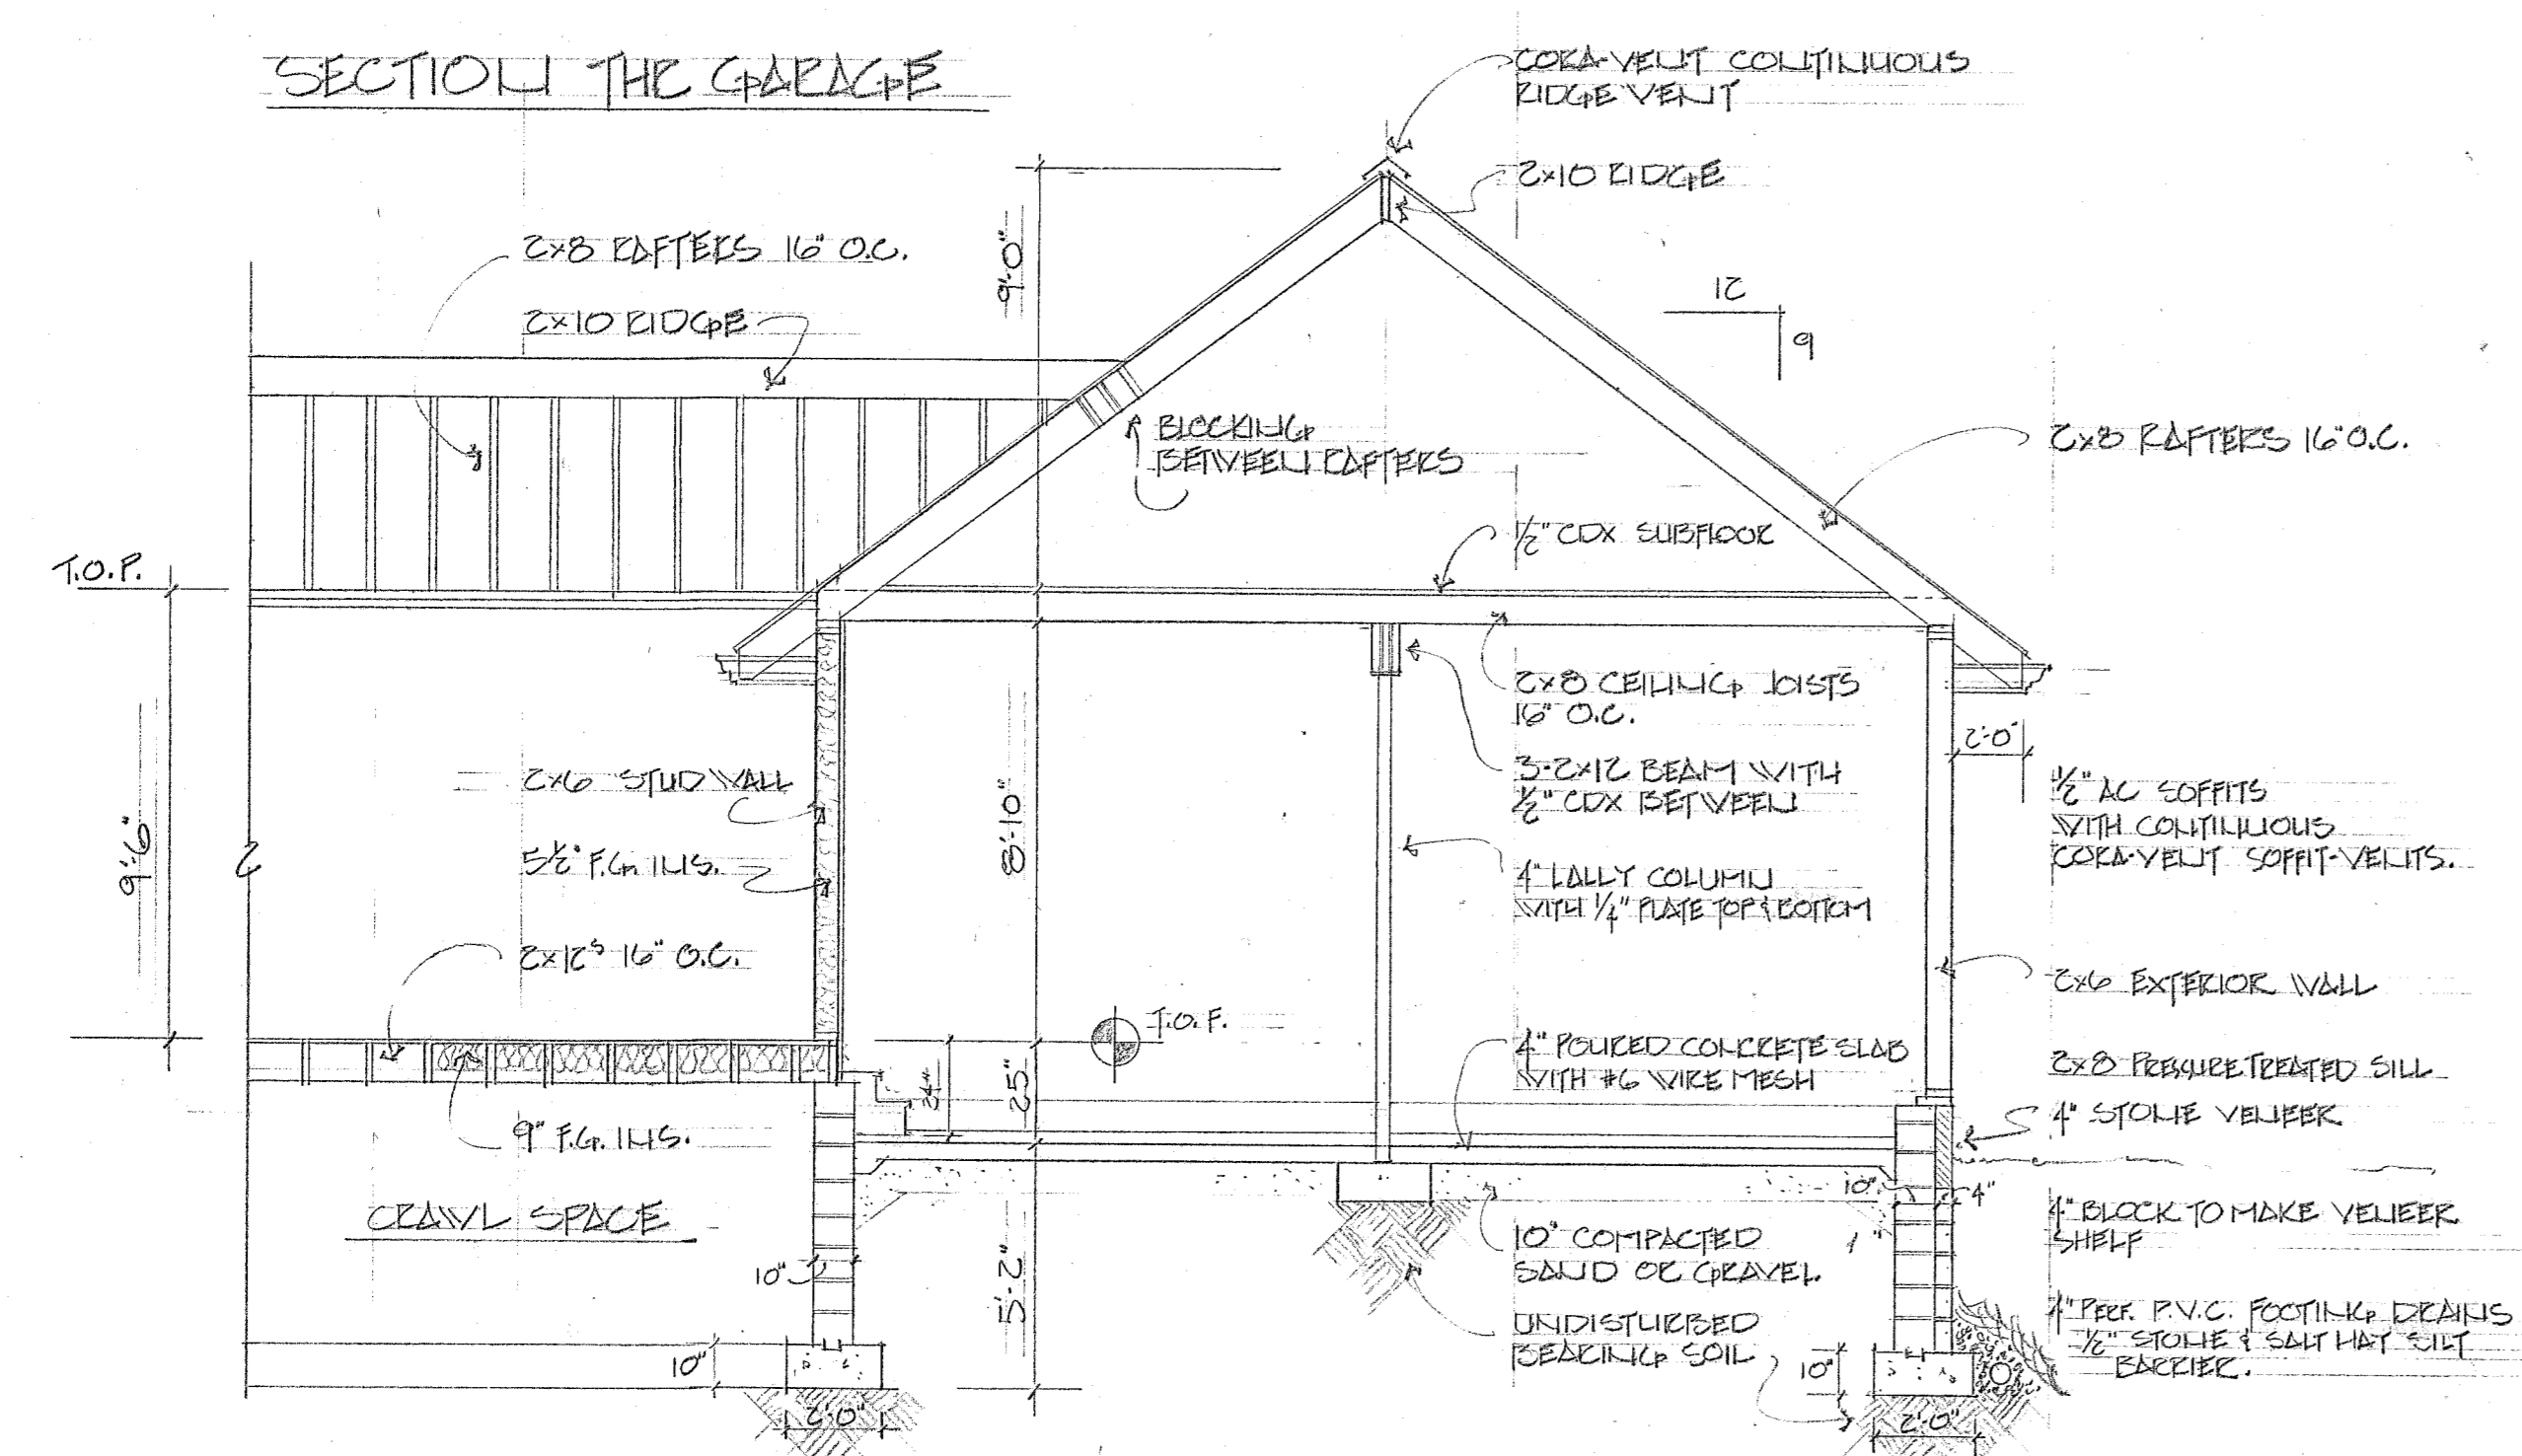 SECTION THR GARAGE
CORA-VENT CONTINUOUS
RIDGE VENT
2x10 RIDGE
9'-0"
2x8 RAFTERS 16" O.C.
2x10 RIDGE
12
9
BLOCKING
BETWEEN RAFTERS
2x8 RAFTERS 16" O.C.
1/2" CDX SUBFLOOR
T.O.P.
2x8 CEILING JOISTS
16" O.C.
2'-0"
2x6 STUD WALL
3-2x12 BEAM WITH
1/2" CDX BETWEEN
1/2" AC SOFFITS
WITH CONTINUOUS
CORA-VENT SOFFIT-VENTS.
9'-6"
8'-10"
5 1/2" F.G. INS.
4" LALLY COLUMN
WITH 1/4" PLATE TOP & BOTTOM
2x12s 16" O.C.
2x6 EXTERIOR WALL
T.O.F.
4" POURED CONCRETE SLAB
WITH #6 WIRE MESH
2x8 PRESSURE TREATED SILL
24"
25"
9" F.G. INS.
4" STONE VENEER
10"
4"
CRAWL SPACE
10" COMPACTED
SAND OR GRAVEL
4" BLOCK TO MAKE VENEER
SHELF
10"
5'-2"
UNDISTURBED
BEARING SOIL
4" PERF. P.V.C. FOOTING DRAINS
1/2" STONE & SALT HAY SILT
BARRIER.
10"
10"
2'-0"
2'-0"